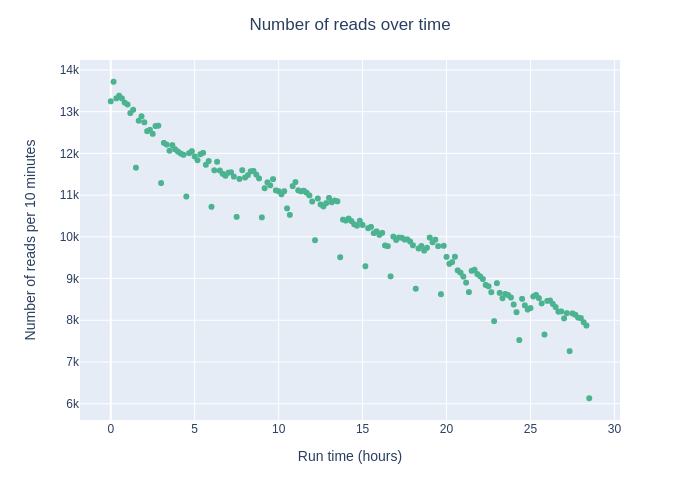 Number of reads over time
14k
13k
12k
11k
10k
9k
8k
7k
6k
Number of reads per 10 minutes
0 5 10 15 20 25 30
Run time (hours)